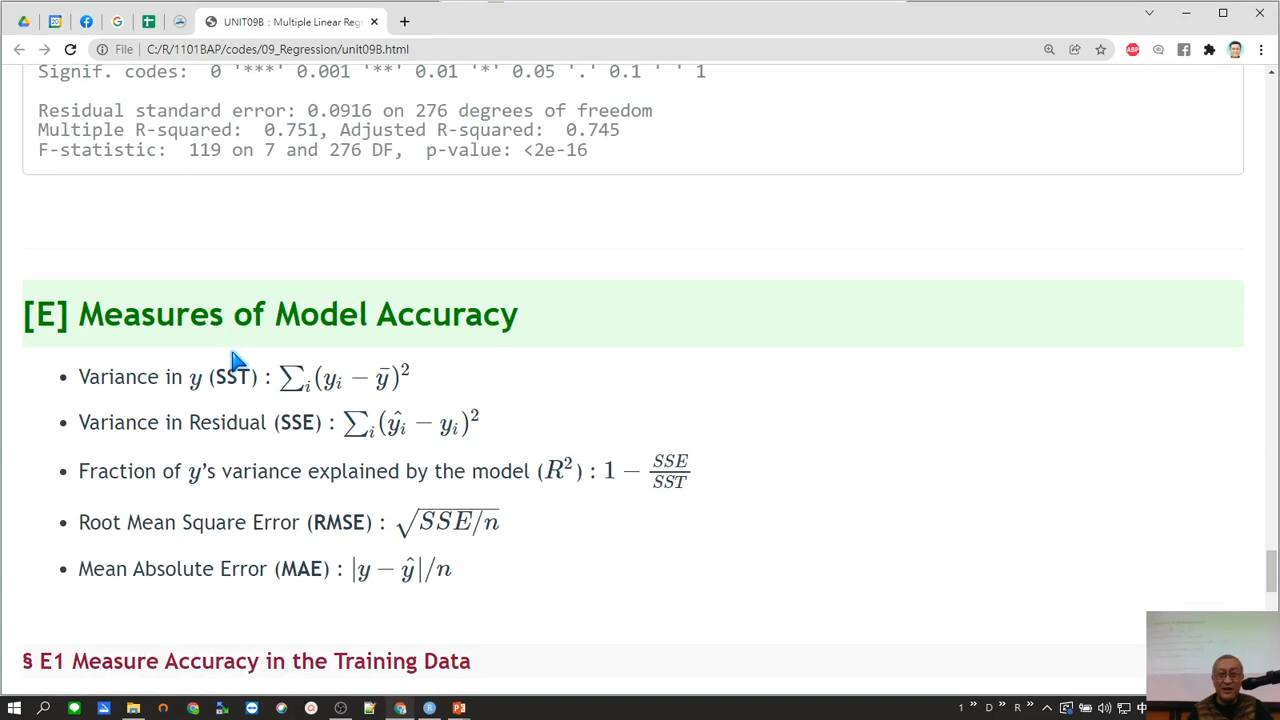 UNIT09B : Multiple Linear Reg
File C:/R/1101BAP/codes/09_Regression/unit09B.html
Signif. codes:  0 '***' 0.001 '**' 0.01 '*' 0.05 '.' 0.1 ' ' 1
Residual standard error: 0.0916 on 276 degrees of freedom
Multiple R-squared:  0.751, Adjusted R-squared:  0.745
F-statistic:  119 on 7 and 276 DF,  p-value: <2e-16
[E] Measures of Model Accuracy
• Variance in y (SST) : ∑ᵢ(yᵢ − ȳ)²
• Variance in Residual (SSE) : ∑ᵢ(ŷᵢ − yᵢ)²
• Fraction of y's variance explained by the model (R²) : 1 − SSE/SST
• Root Mean Square Error (RMSE) : √SSE/n
• Mean Absolute Error (MAE) : |y − ŷ|/n
§ E1 Measure Accuracy in the Training Data
1 » D » R » 中